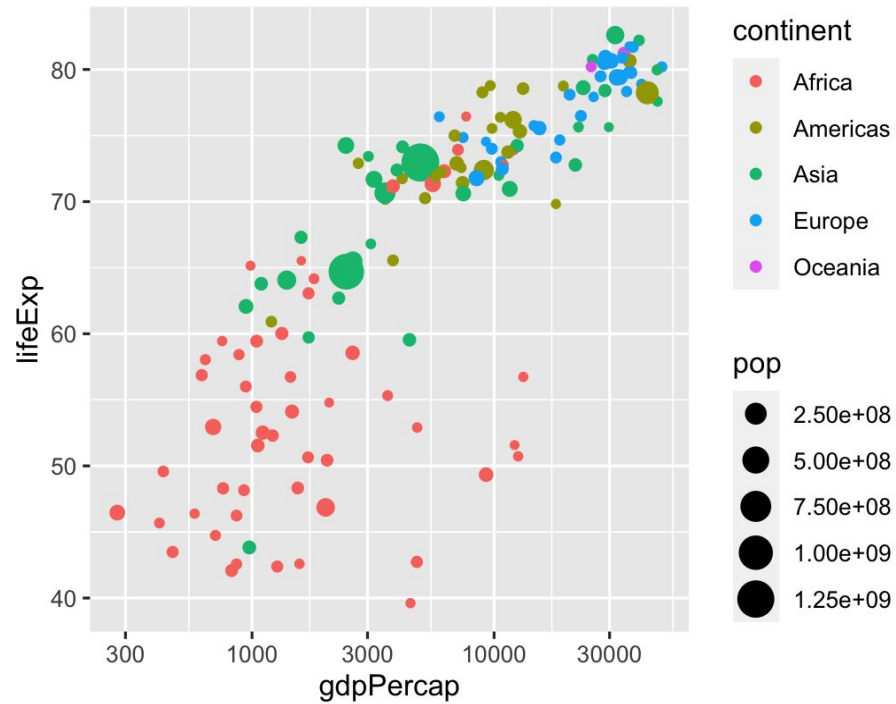 lifeExp
80
70
60
50
40
300
1000
3000
10000
30000
gdpPercap
continent
Africa
Americas
Asia
Europe
Oceania
pop
2.50e+08
5.00e+08
7.50e+08
1.00e+09
1.25e+09